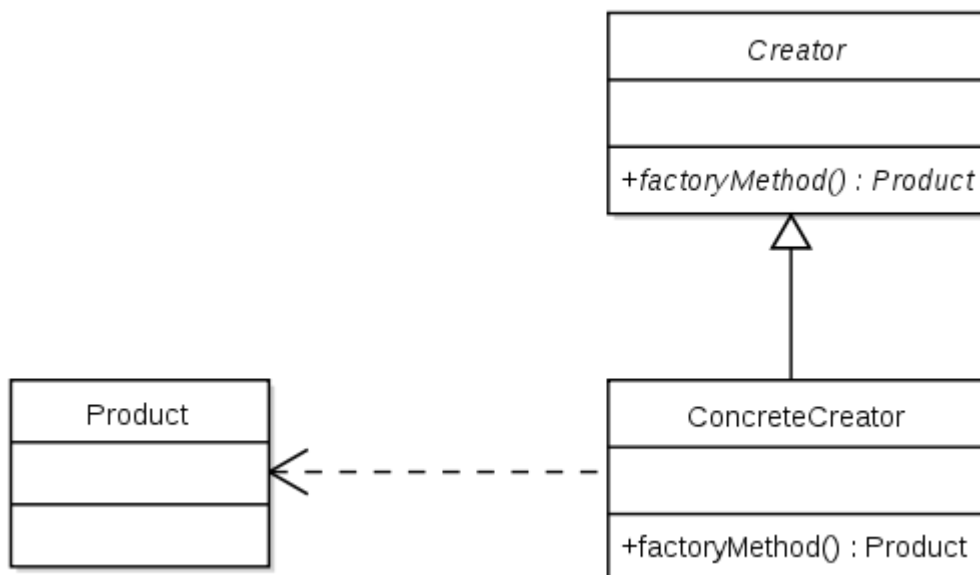 Creator
+factoryMethod() : Product
Product
ConcreteCreator
+factoryMethod() : Product